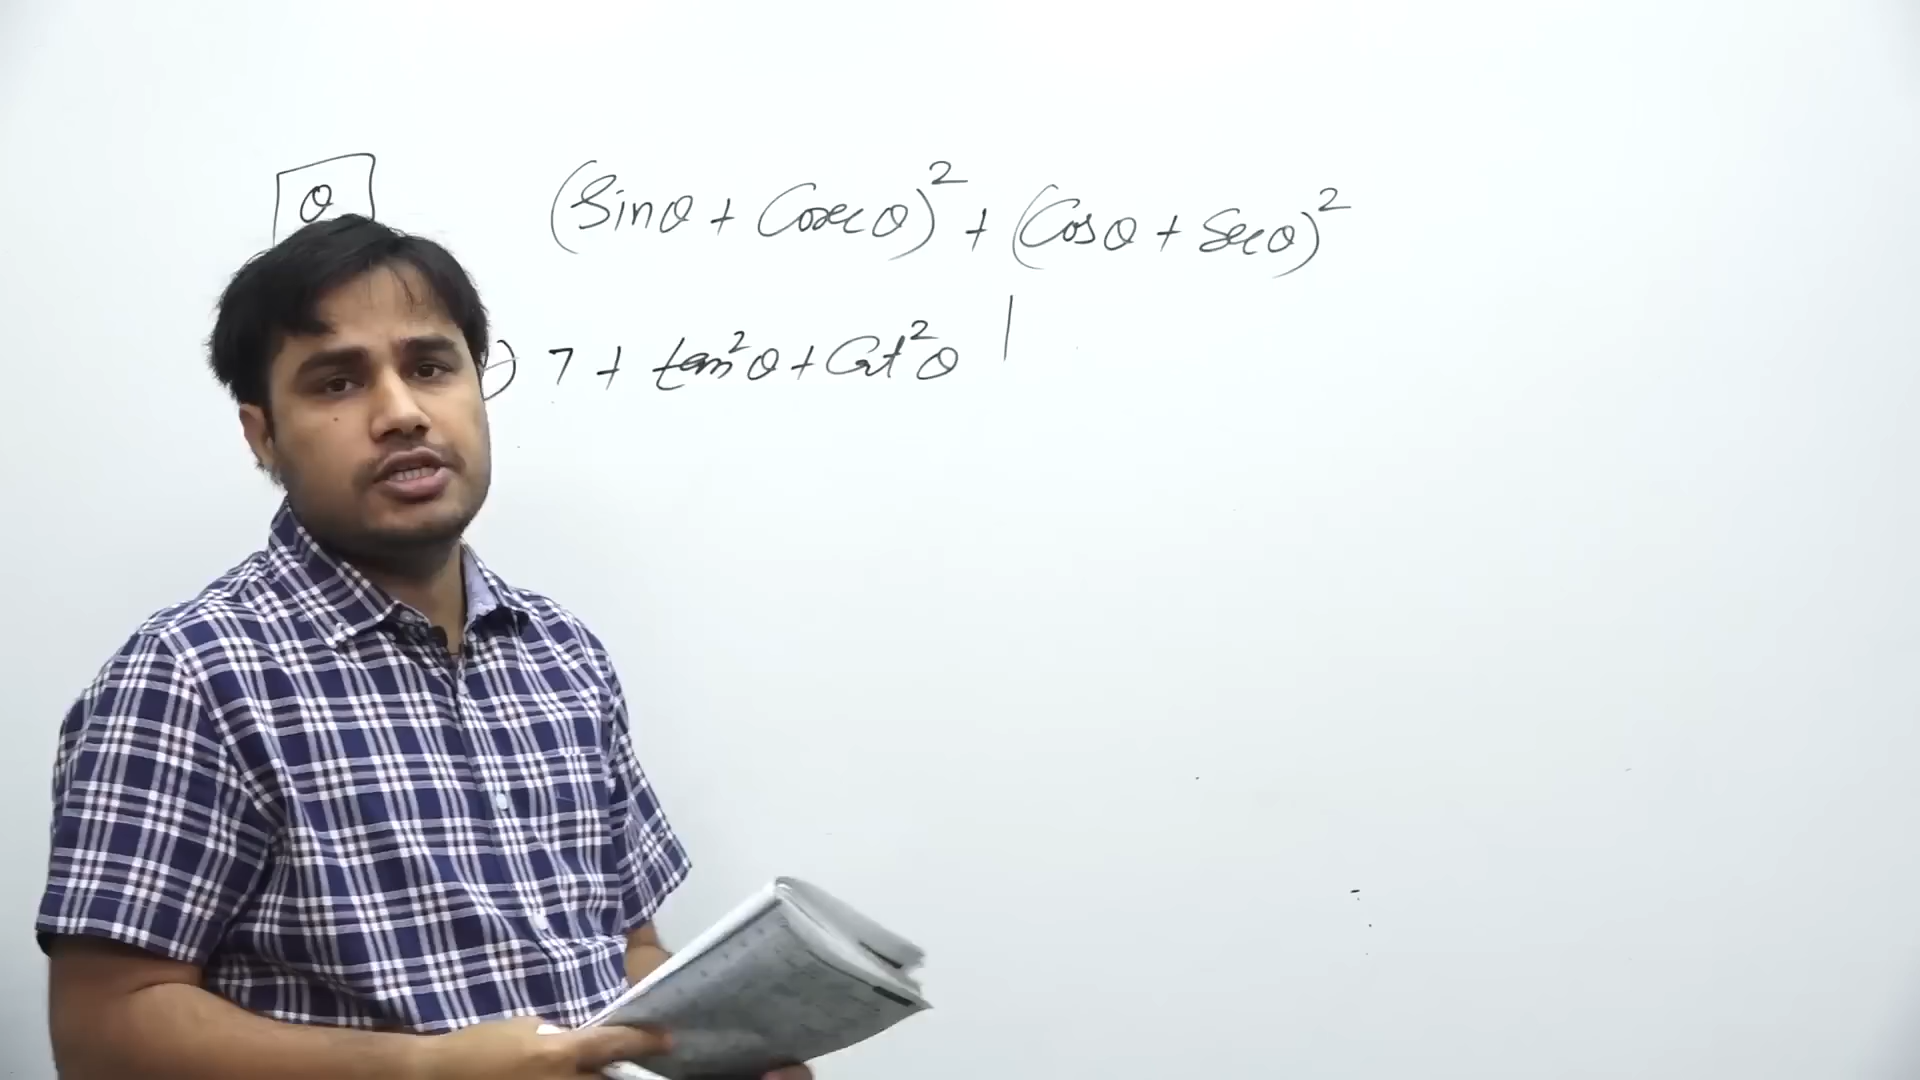 θ
(Sinθ + Cosecθ)² + (Cosθ + Secθ)²
) 7 + tan²θ + Cot²θ |